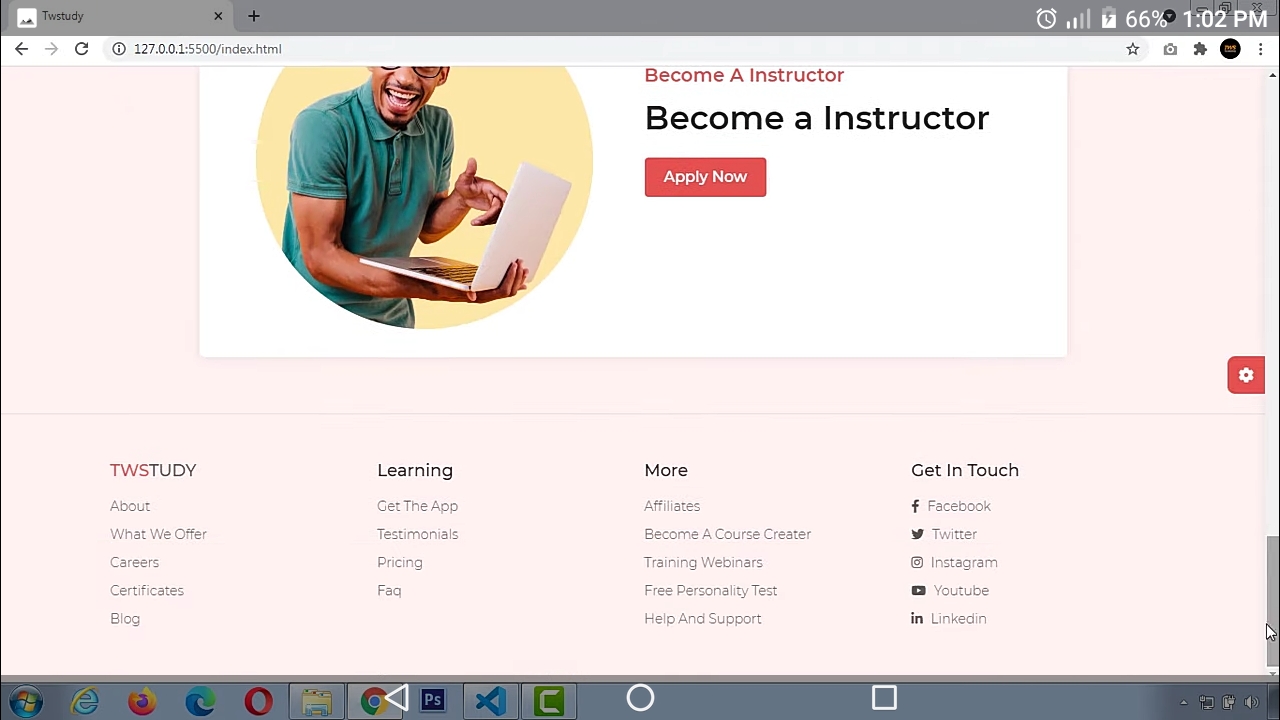 Twstudy
66% 1:02 PM
127.0.0.1:5500/index.html
Become A Instructor
Become a Instructor
Apply Now
TWSTUDY
About
What We Offer
Careers
Certificates
Blog
Learning
Get The App
Testimonials
Pricing
Faq
More
Affiliates
Become A Course Creater
Training Webinars
Free Personality Test
Help And Support
Get In Touch
Facebook
Twitter
Instagram
Youtube
Linkedin
Ps